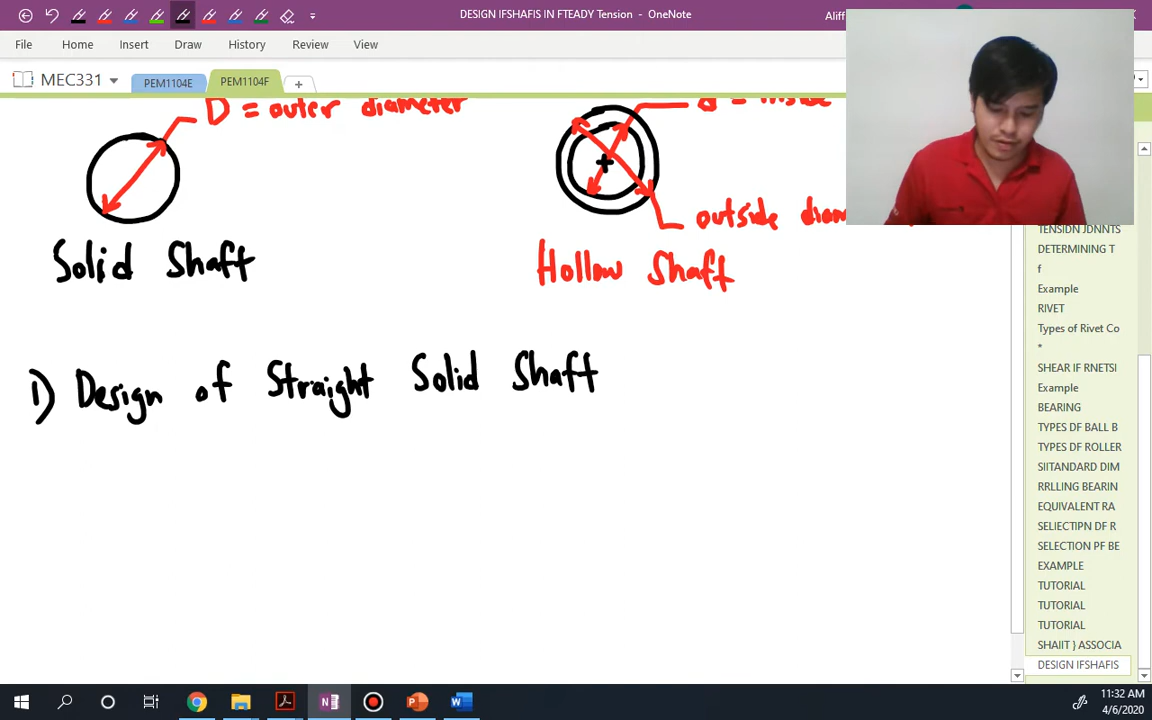 DESIGN IFSHAFIS IN FTEADY Tension - OneNote
Aliff
File Home Insert Draw History Review View
MEC331
PEM1104E
PEM1104F
D = outer diameter
= inside
outside
Solid Shaft
Hollow Shaft
1) Design of Straight Solid Shaft
TENSIDN JDNNTS
DETERMINING T
f
Example
RIVET
Types of Rivet Co
*
SHEAR IF RNETSI
Example
BEARING
TYPES DF BALL B
TYPES DF ROLLER
SIITANDARD DIM
RRLLING BEARIN
EQUIVALENT RA
SELIECTIPN DF R
SELECTION PF BE
EXAMPLE
TUTORIAL
TUTORIAL
TUTORIAL
SHAIIT } ASSOCIA
DESIGN IFSHAFIS
11:32 AM
4/6/2020